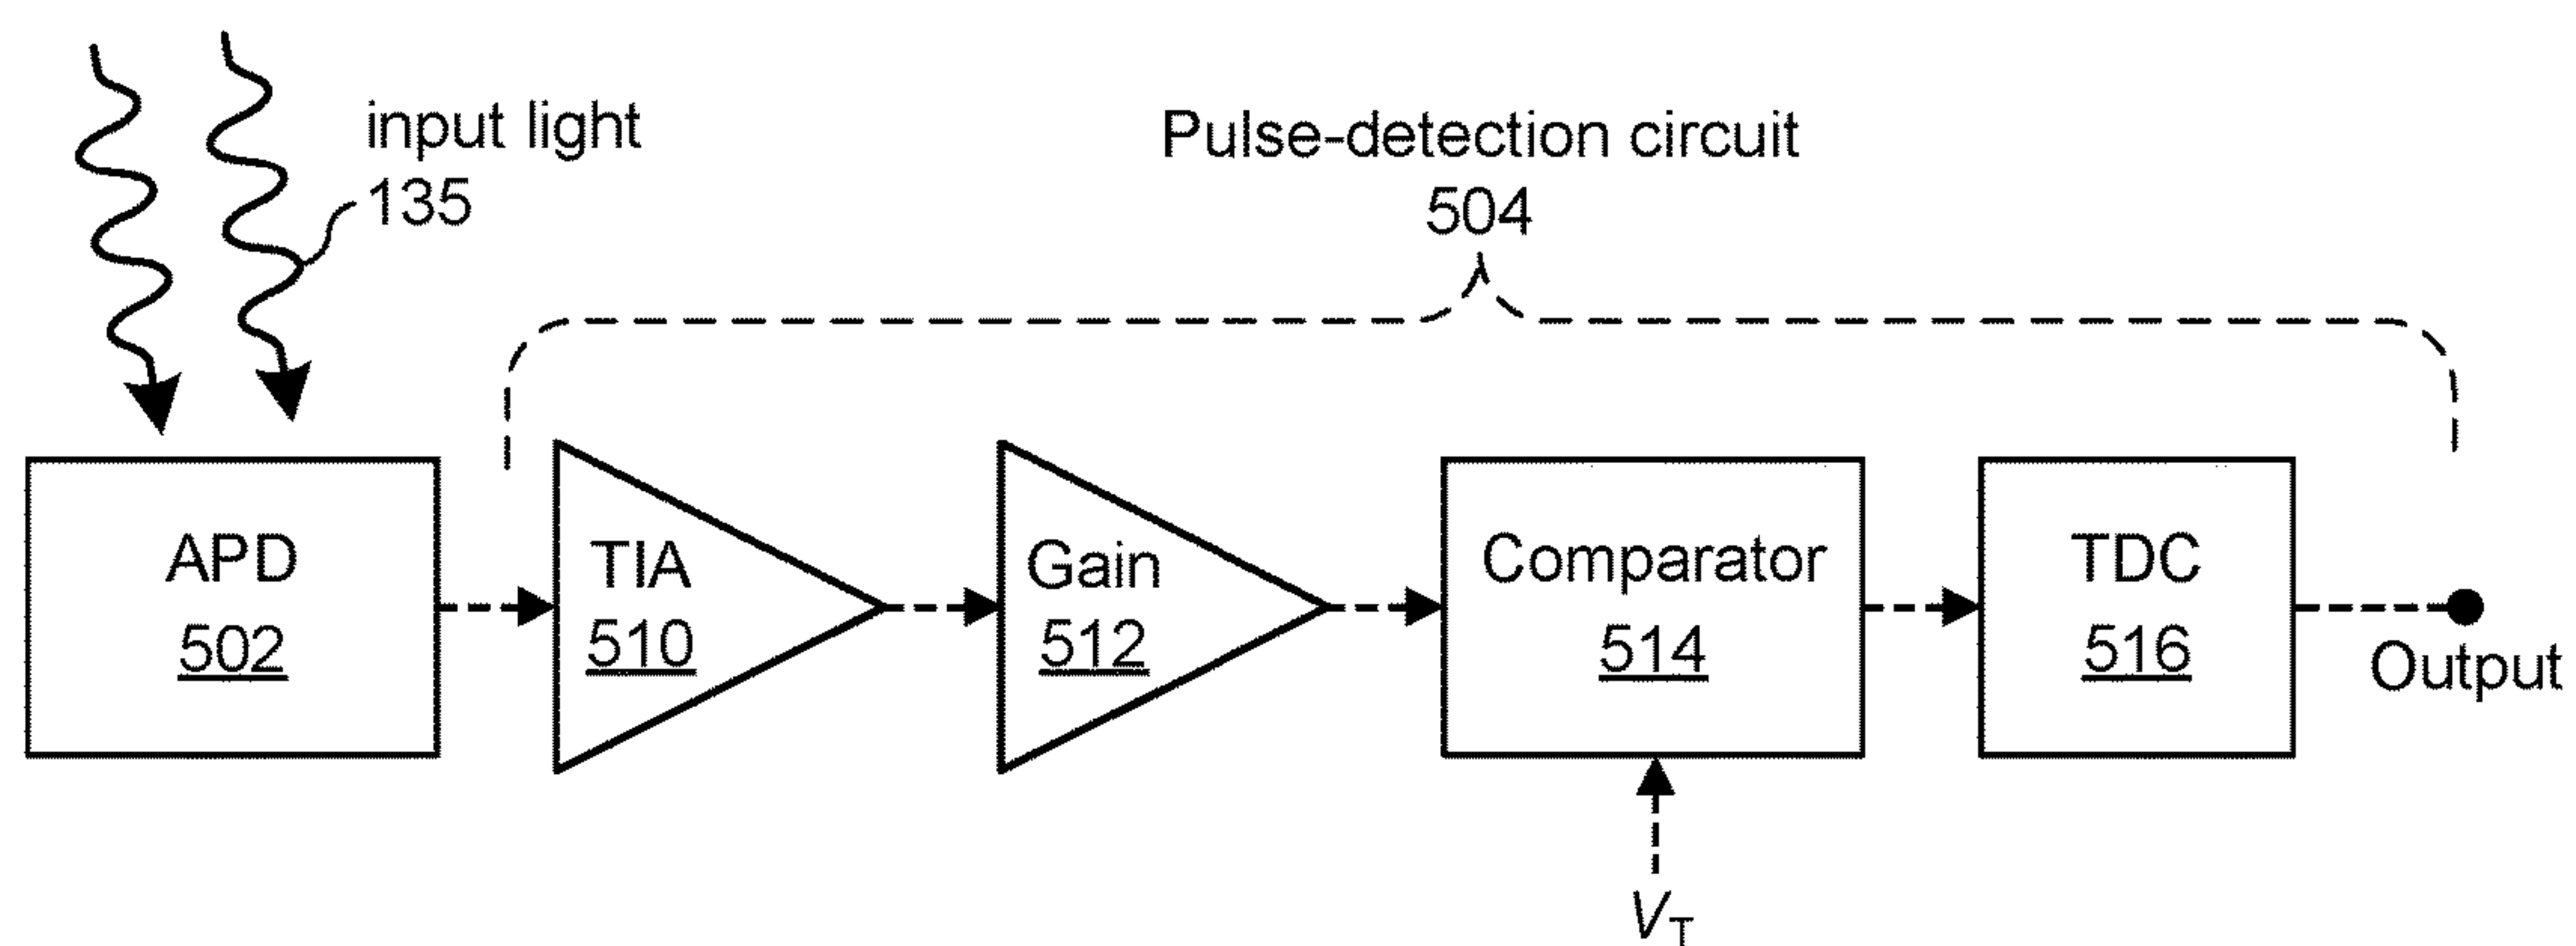 input light
135
Pulse-detection circuit
504
APD
502
TIA
510
Gain
512
Comparator
514
TDC
516
Output
VT